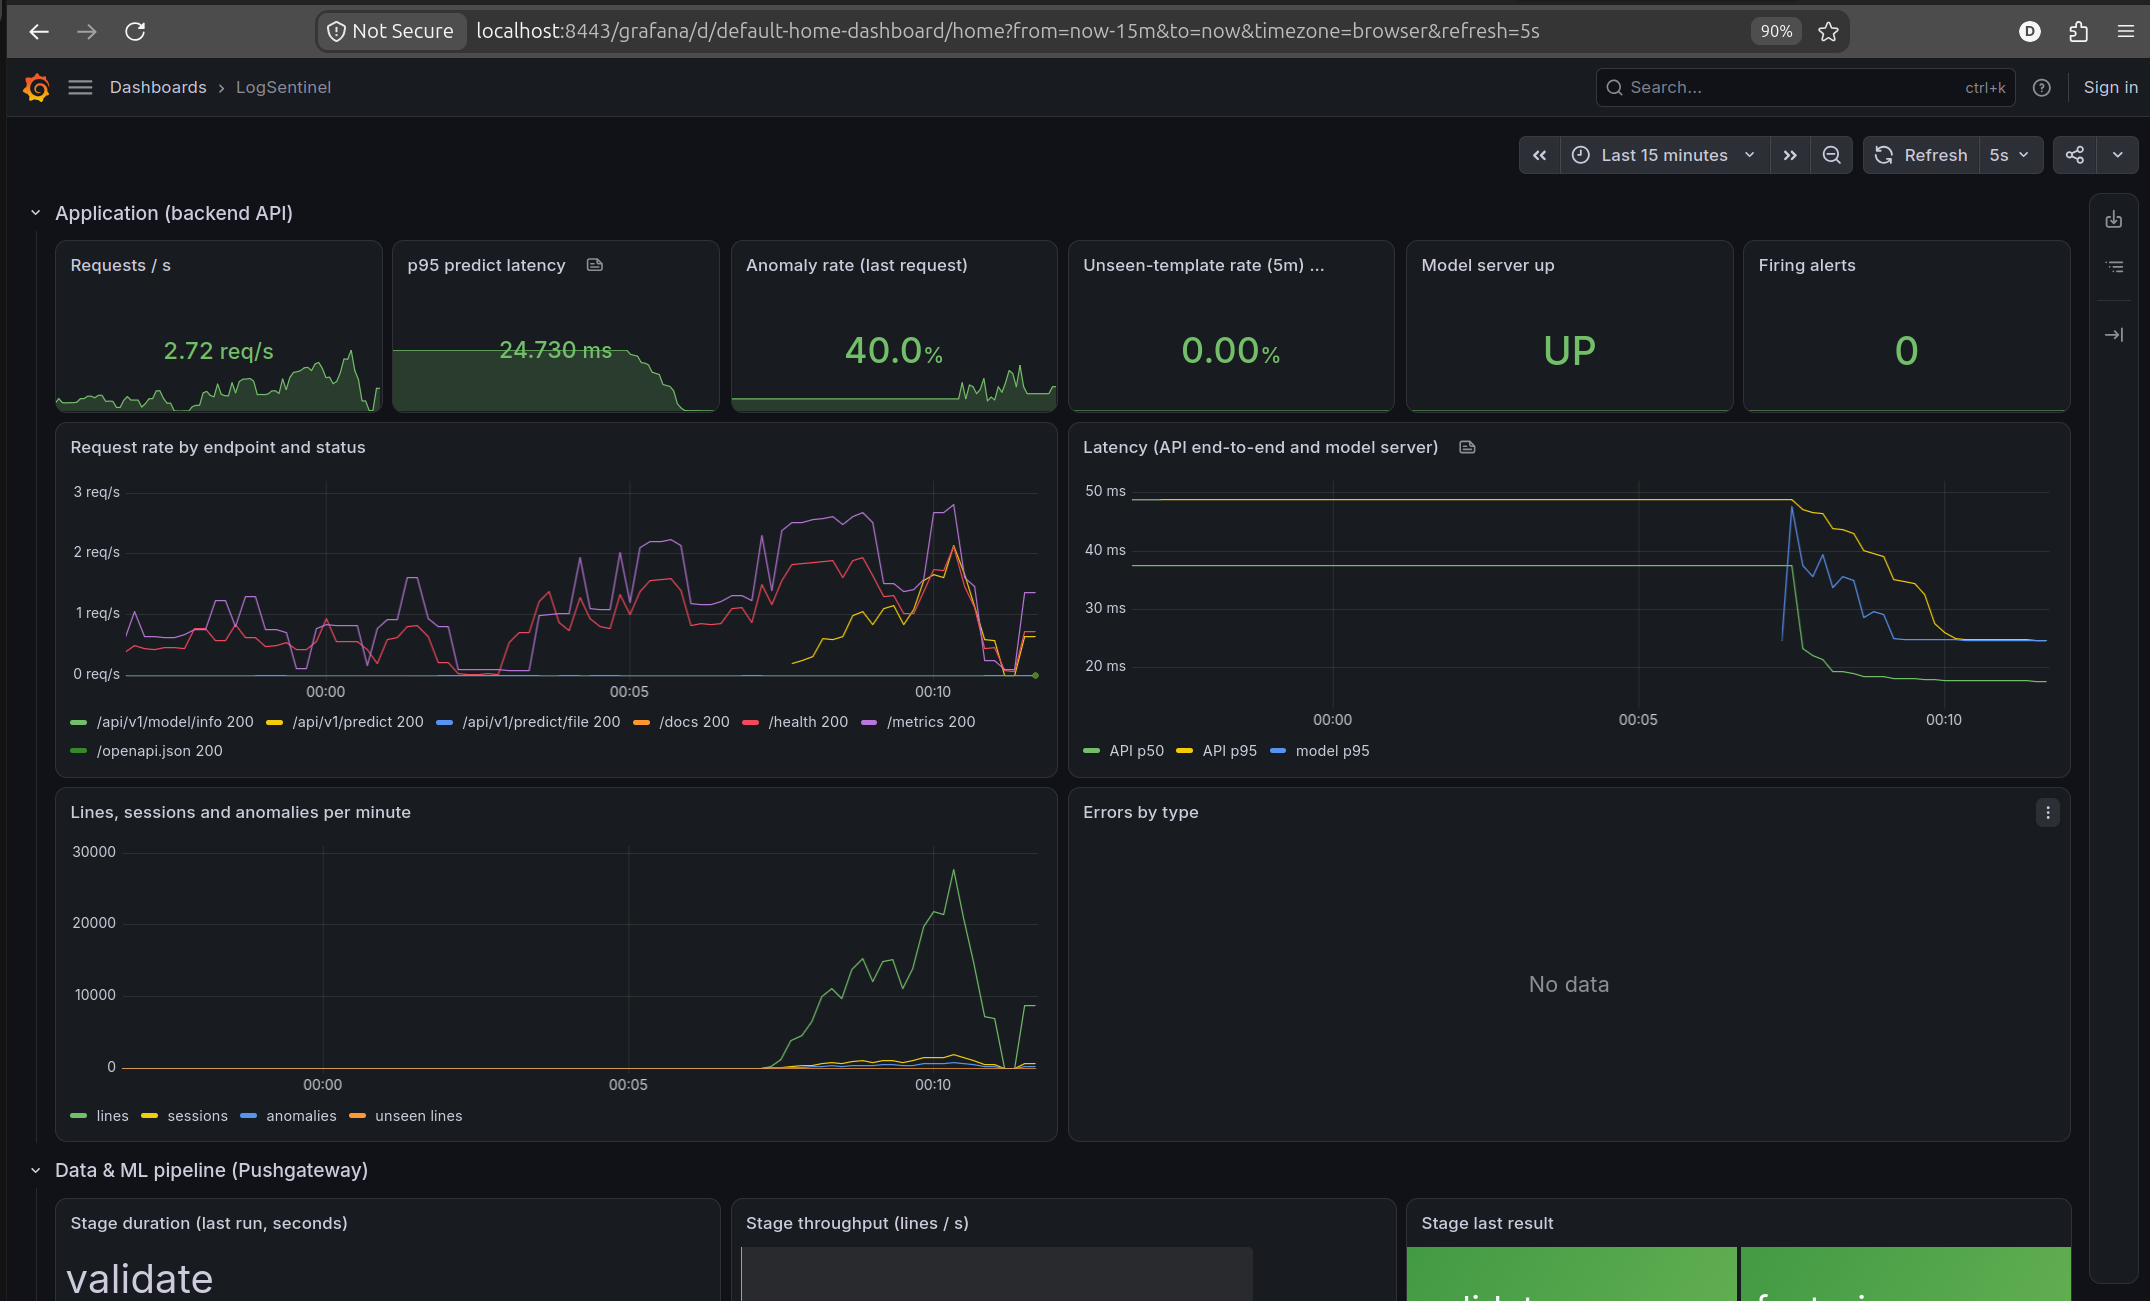 Not Secure localhost:8443/grafana/d/default-home-dashboard/home?from=now-15m&to=now&timezone=browser&refresh=5s 90% D
Dashboards › LogSentinel Search... ctrl+k Sign in
Last 15 minutes Refresh 5s
Application (backend API)
Requests / s
2.72 req/s
p95 predict latency
24.730 ms
Anomaly rate (last request)
40.0%
Unseen-template rate (5m) ...
0.00%
Model server up
UP
Firing alerts
0
Request rate by endpoint and status
3 req/s
2 req/s
1 req/s
0 req/s
00:00 00:05 00:10
/api/v1/model/info 200 /api/v1/predict 200 /api/v1/predict/file 200 /docs 200 /health 200 /metrics 200
/openapi.json 200
Latency (API end-to-end and model server)
50 ms
40 ms
30 ms
20 ms
00:00 00:05 00:10
API p50 API p95 model p95
Lines, sessions and anomalies per minute
30000
20000
10000
0
00:00 00:05 00:10
lines sessions anomalies unseen lines
Errors by type
No data
Data & ML pipeline (Pushgateway)
Stage duration (last run, seconds)
validate
Stage throughput (lines / s)
Stage last result